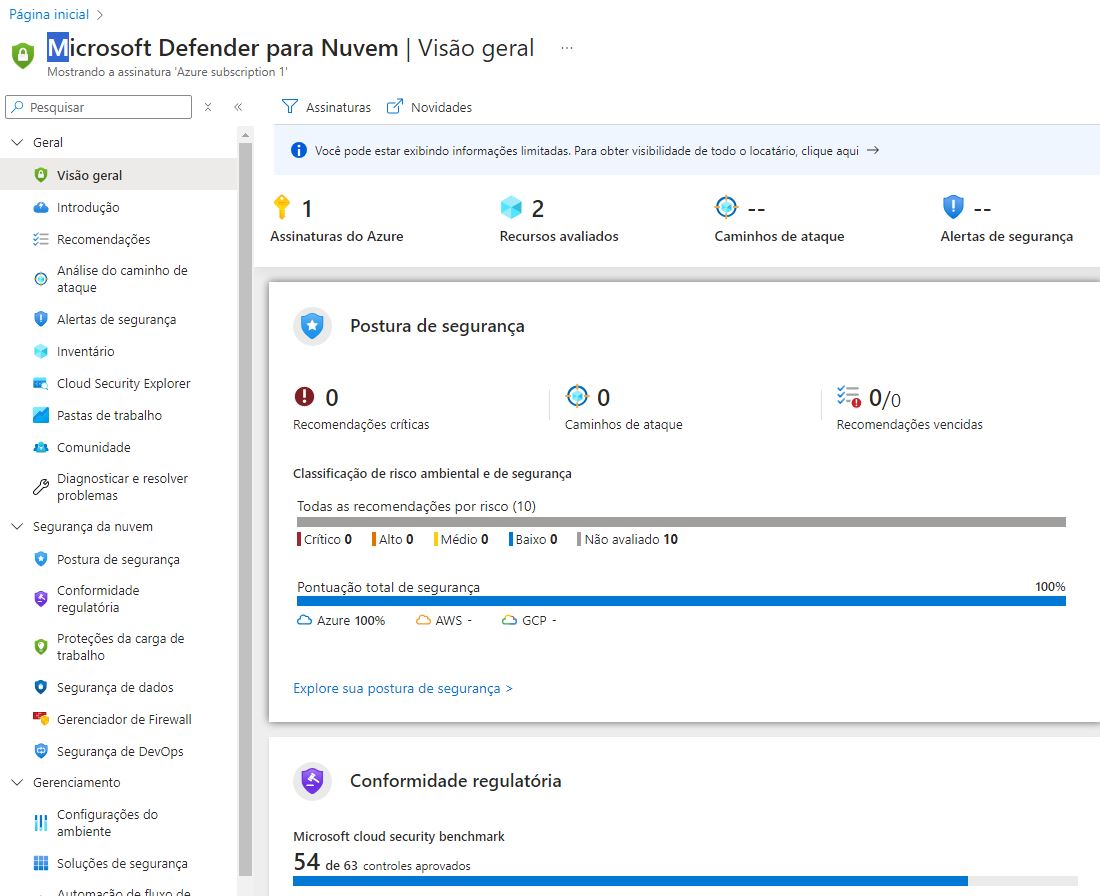 Página inicial >
Microsoft Defender para Nuvem | Visão geral ...
Mostrando a assinatura 'Azure subscription 1'
Pesquisar
Assinaturas
Novidades
Geral
Visão geral
Introdução
Recomendações
Análise do caminho de
ataque
Alertas de segurança
Inventário
Cloud Security Explorer
Pastas de trabalho
Comunidade
Diagnosticar e resolver
problemas
Segurança da nuvem
Postura de segurança
Conformidade
regulatória
Proteções da carga de
trabalho
Segurança de dados
Gerenciador de Firewall
Segurança de DevOps
Gerenciamento
Configurações do
ambiente
Soluções de segurança
Automação de fluxo de
Você pode estar exibindo informações limitadas. Para obter visibilidade de todo o locatário, clique aqui →
1
Assinaturas do Azure
2
Recursos avaliados
--
Caminhos de ataque
--
Alertas de segurança
Postura de segurança
0
Recomendações críticas
0
Caminhos de ataque
0/0
Recomendações vencidas
Classificação de risco ambiental e de segurança
Todas as recomendações por risco (10)
Crítico 0 Alto 0 Médio 0 Baixo 0 Não avaliado 10
Pontuação total de segurança 100%
Azure 100% AWS - GCP -
Explore sua postura de segurança >
Conformidade regulatória
Microsoft cloud security benchmark
54 de 63 controles aprovados